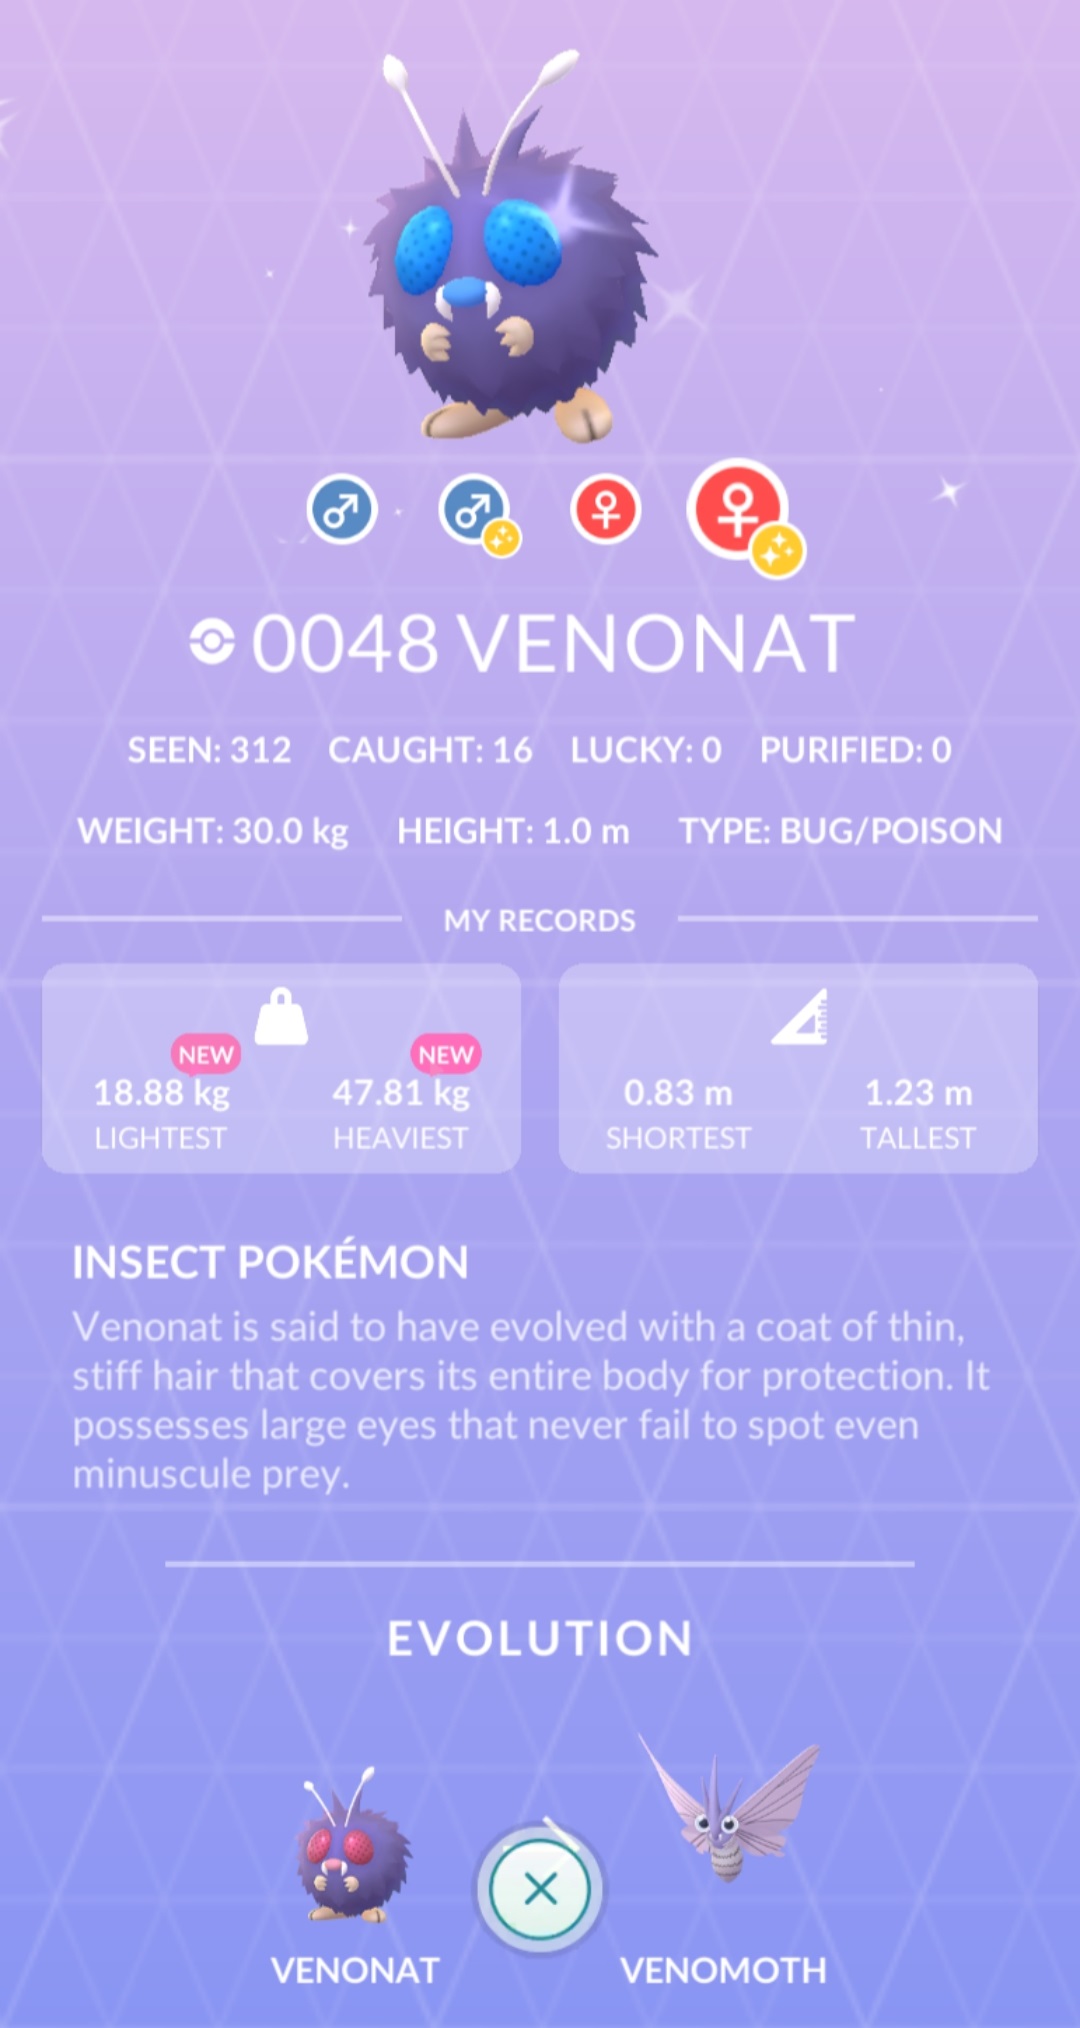 0048 VENONAT
SEEN: 312 CAUGHT: 16 LUCKY: 0 PURIFIED: 0
WEIGHT: 30.0 kg HEIGHT: 1.0 m TYPE: BUG/POISON
MY RECORDS
NEW NEW
18.88 kg 47.81 kg 0.83 m 1.23 m
LIGHTEST HEAVIEST SHORTEST TALLEST
INSECT POKÉMON
Venonat is said to have evolved with a coat of thin,
stiff hair that covers its entire body for protection. It
possesses large eyes that never fail to spot even
minuscule prey.
EVOLUTION
VENONAT VENOMOTH